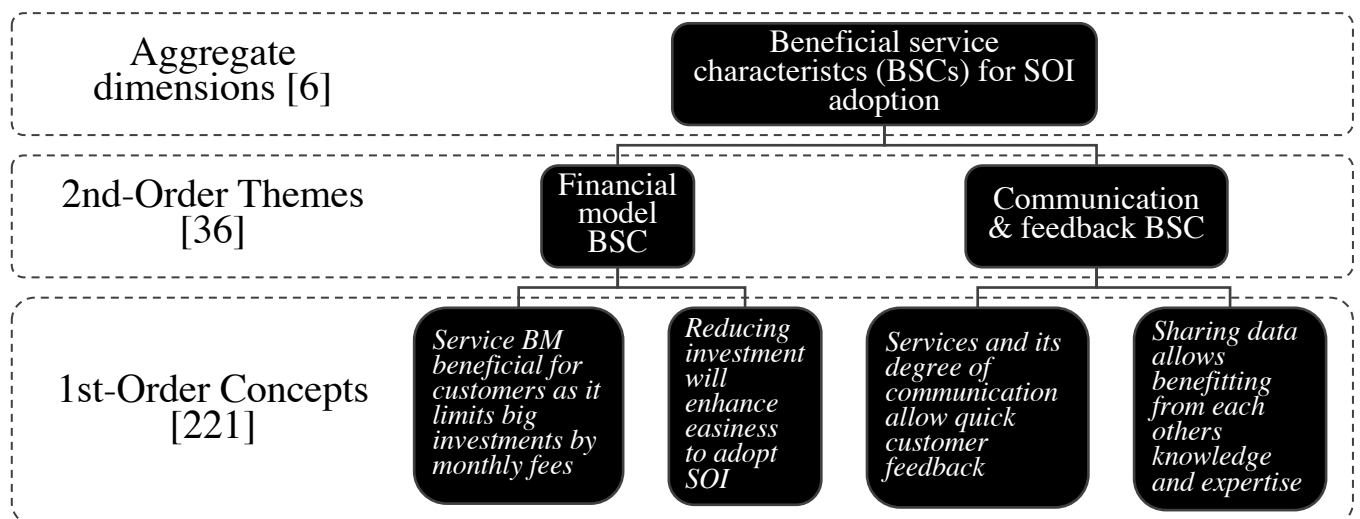 Aggregate
dimensions [6]
Beneficial service
characteristcs (BSCs) for SOI
adoption
2nd-Order Themes
[36]
Financial
model
BSC
Communication
& feedback BSC
1st-Order Concepts
[221]
Service BM
beneficial for
customers as it
limits big
investments by
monthly fees
Reducing
investment
will
enhance
easiness
to adopt
SOI
Services and its
degree of
communication
allow quick
customer
feedback
Sharing data
allows
benefitting
from each
others
knowledge
and expertise